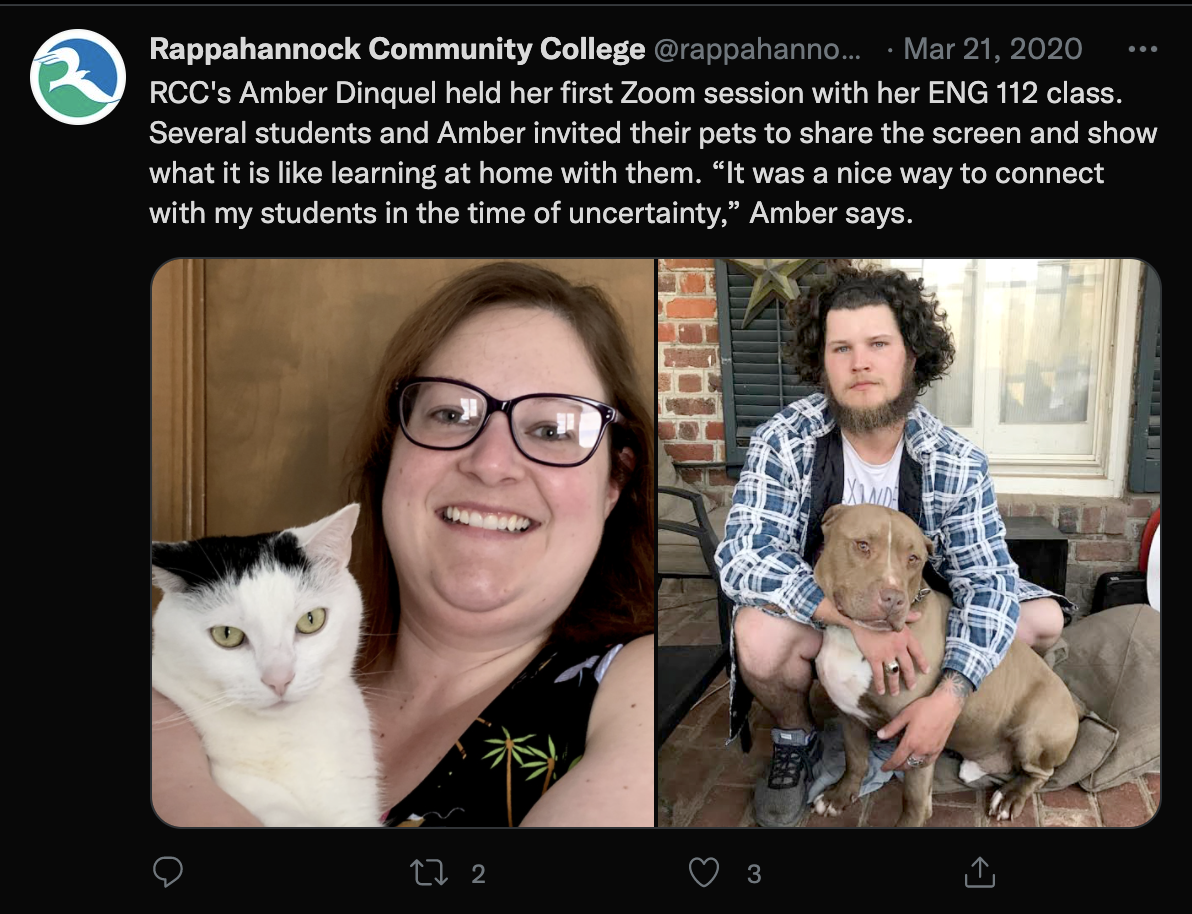 Rappahannock Community College @rappahanno... · Mar 21, 2020
RCC's Amber Dinquel held her first Zoom session with her ENG 112 class.
Several students and Amber invited their pets to share the screen and show
what it is like learning at home with them. “It was a nice way to connect
with my students in the time of uncertainty,” Amber says.
2
3